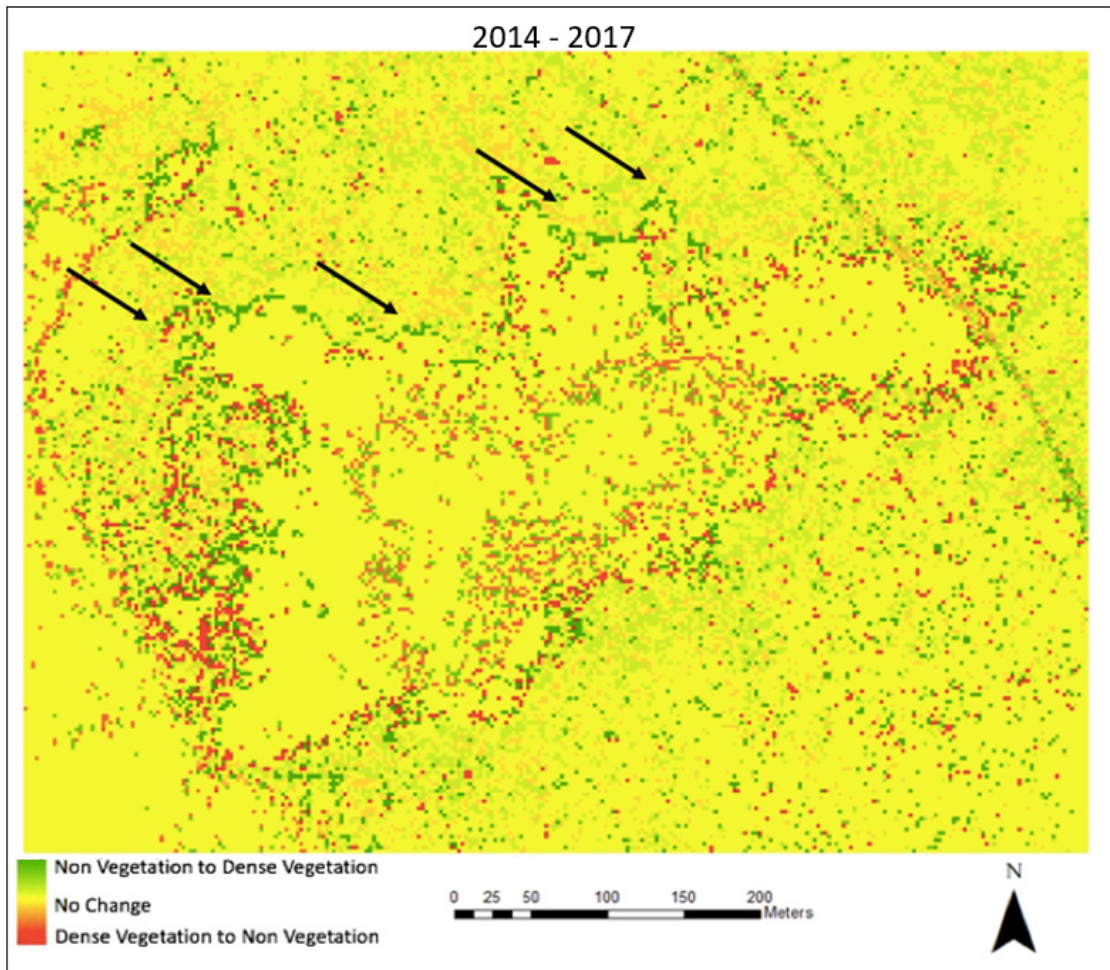 2014 - 2017
Non Vegetation to Dense Vegetation
No Change
Dense Vegetation to Non Vegetation
0 25 50 100 150 200
Meters
N